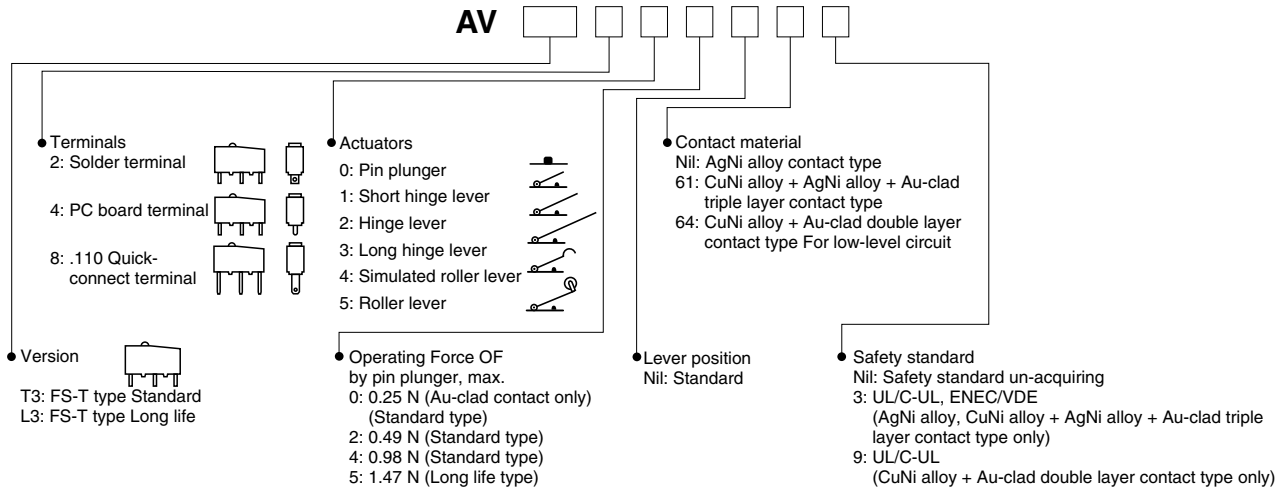 AV
Terminals
2: Solder terminal
4: PC board terminal
8: .110 Quick-
connect terminal
Actuators
0: Pin plunger
1: Short hinge lever
2: Hinge lever
3: Long hinge lever
4: Simulated roller lever
5: Roller lever
Contact material
Nil: AgNi alloy contact type
61: CuNi alloy + AgNi alloy + Au-clad
triple layer contact type
64: CuNi alloy + Au-clad double layer
contact type For low-level circuit
Version
T3: FS-T type Standard
L3: FS-T type Long life
Operating Force OF
by pin plunger, max.
0: 0.25 N (Au-clad contact only)
(Standard type)
2: 0.49 N (Standard type)
4: 0.98 N (Standard type)
5: 1.47 N (Long life type)
Lever position
Nil: Standard
Safety standard
Nil: Safety standard un-acquiring
3: UL/C-UL, ENEC/VDE
(AgNi alloy, CuNi alloy + AgNi alloy + Au-clad triple
layer contact type only)
9: UL/C-UL
(CuNi alloy + Au-clad double layer contact type only)